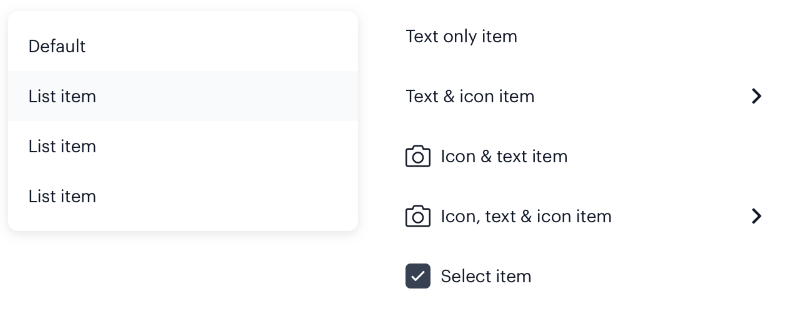 Default
List item
List item
List item
Text only item
Text & icon item
Icon & text item
Icon, text & icon item
Select item